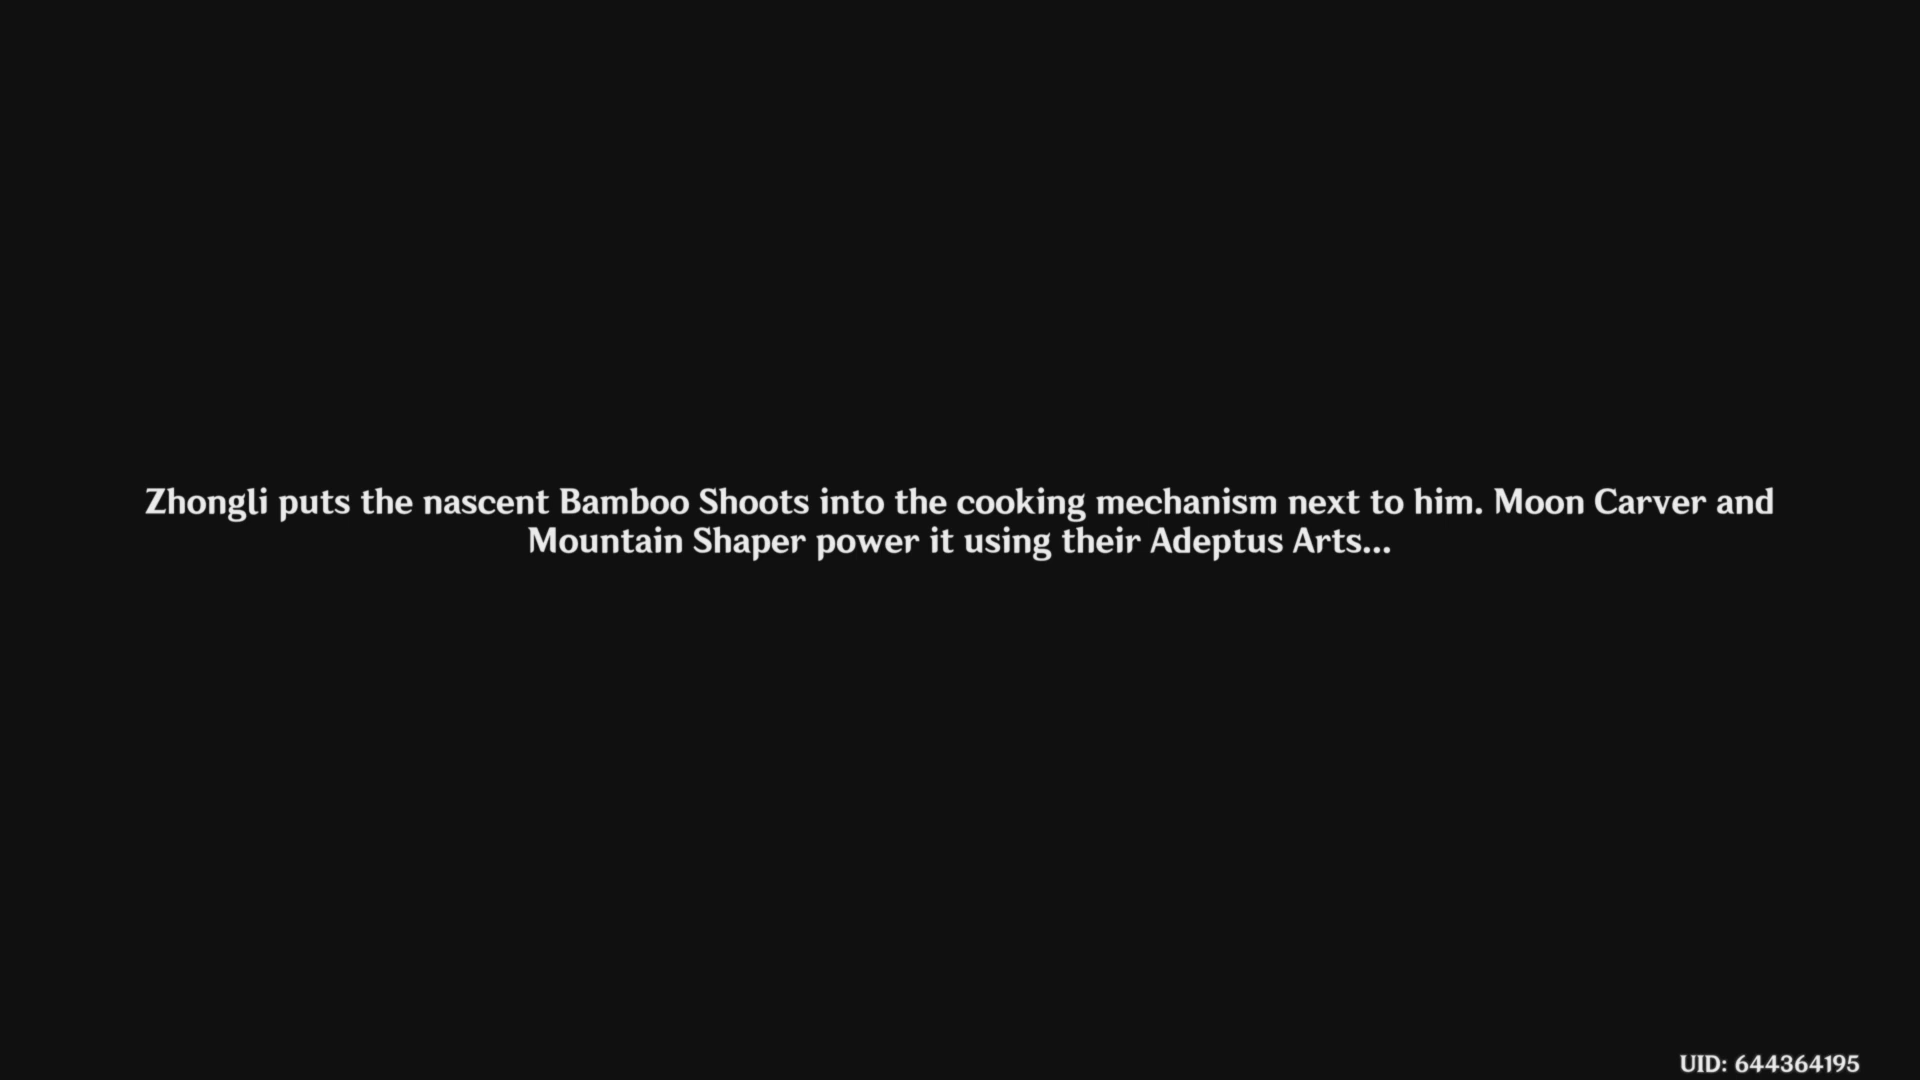 Zhongli puts the nascent Bamboo Shoots into the cooking mechanism next to him. Moon Carver and
Mountain Shaper power it using their Adeptus Arts...
UID: 644364195